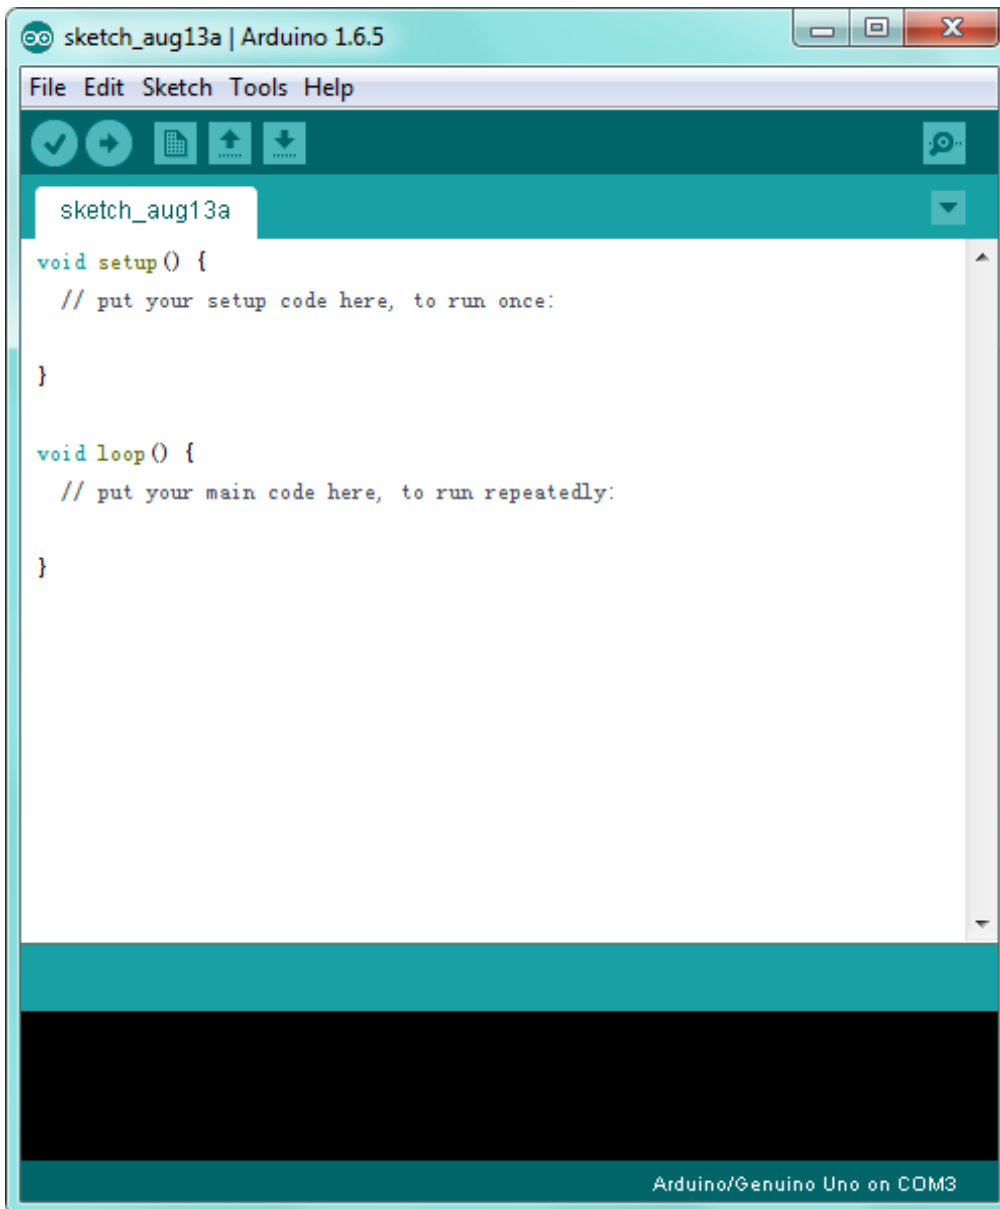 sketch_aug13a | Arduino 1.6.5
File Edit Sketch Tools Help
sketch_aug13a
void setup() {
  // put your setup code here, to run once:
}
void loop() {
  // put your main code here, to run repeatedly:
}
Arduino/Genuino Uno on COM3